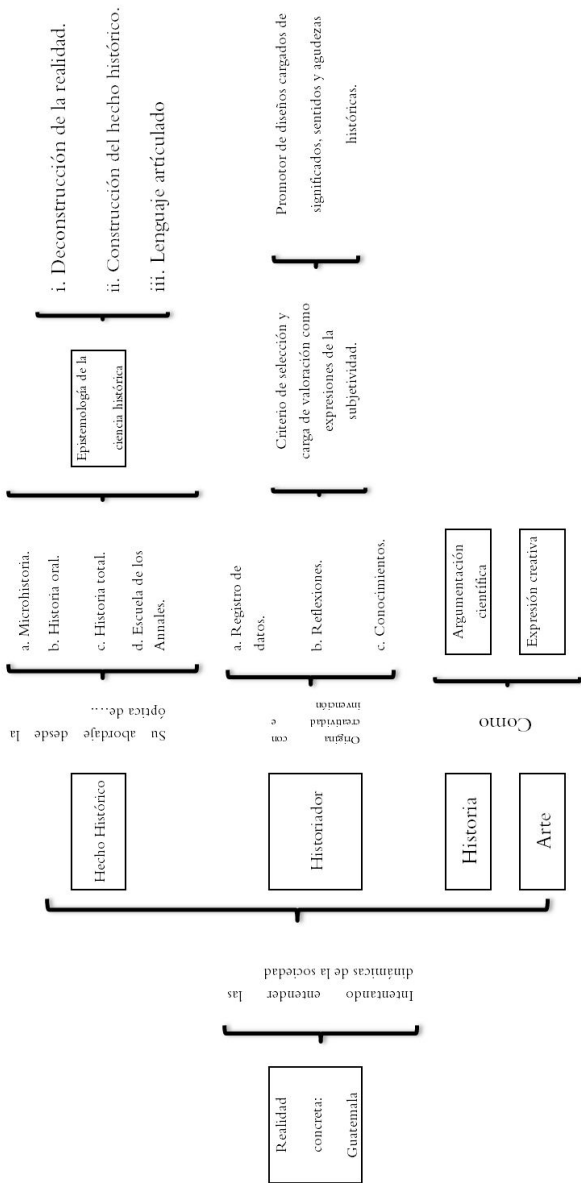 Realidad
concreta:
Guatemala
Intentando entender las
dinámicas de la sociedad
Hecho Histórico
Su abordaje desde la
óptica de….
a. Microhistoria.
b. Historia oral.
c. Historia total.
d. Escuela de los
Annales.
Epistemología de la
ciencia histórica
i. Deconstrucción de la realidad.
ii. Construcción del hecho histórico.
iii. Lenguaje artículado
Historiador
Origina con
creatividad e
invención
a. Registro de
datos.
b. Reflexiones.
c. Conocimientos.
Criterio de selección y
carga de valoración como
expresiones de la
subjetividad.
Promotor de diseños cargados de
significados, sentidos y agudezas
históricas.
Historia
Arte
Como
Argumentación
científica
Expresión creativa